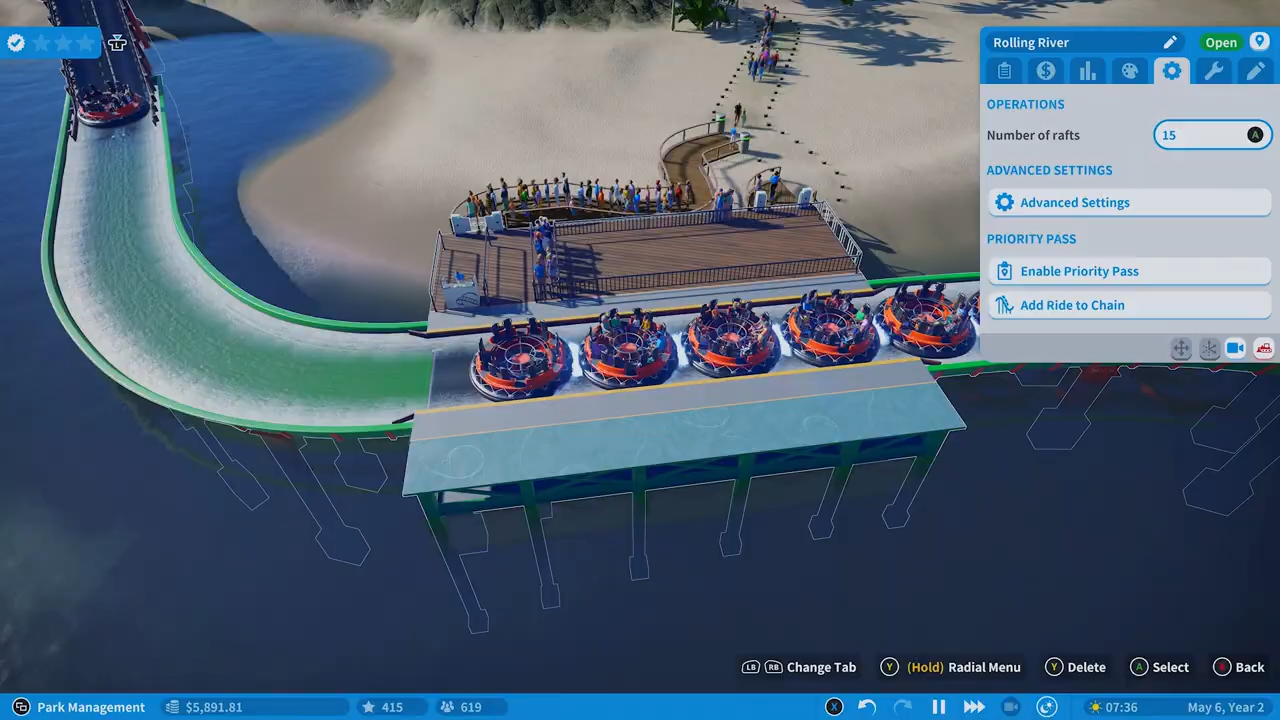 Rolling River
Open
OPERATIONS
Number of rafts
15
A
ADVANCED SETTINGS
Advanced Settings
PRIORITY PASS
Enable Priority Pass
Add Ride to Chain
LB RB Change Tab
Y (Hold) Radial Menu
Y Delete
A Select
B Back
Park Management
$5,891.81
415
619
X
07:36
May 6, Year 2